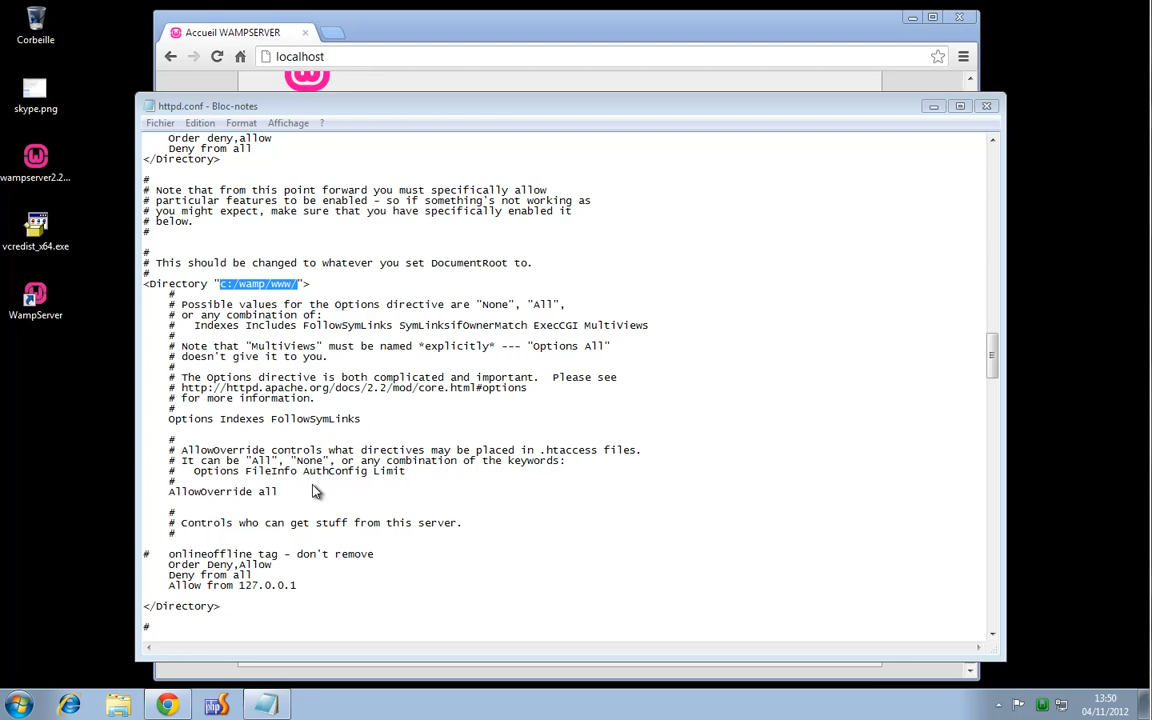 Corbeille
skype.png
wampserver2.2...
vcredist_x64.exe
WampServer
Accueil WAMPSERVER
localhost
httpd.conf - Bloc-notes
Fichier Edition Format Affichage ?
Order deny,allow
Deny from all
</Directory>
#
# Note that from this point forward you must specifically allow
# particular features to be enabled - so if something's not working as
# you might expect, make sure that you have specifically enabled it
# below.
#
#
# This should be changed to whatever you set DocumentRoot to.
#
<Directory "c:/wamp/www/">
#
# Possible values for the Options directive are "None", "All",
# or any combination of:
#   Indexes Includes FollowSymLinks SymLinksifOwnerMatch ExecCGI MultiViews
#
# Note that "MultiViews" must be named *explicitly* --- "Options All"
# doesn't give it to you.
#
# The Options directive is both complicated and important.  Please see
# http://httpd.apache.org/docs/2.2/mod/core.html#options
# for more information.
#
Options Indexes FollowSymLinks
#
# AllowOverride controls what directives may be placed in .htaccess files.
# It can be "All", "None", or any combination of the keywords:
#   Options FileInfo AuthConfig Limit
#
AllowOverride all
#
# Controls who can get stuff from this server.
#
#   onlineoffline tag - don't remove
Order Deny,Allow
Deny from all
Allow from 127.0.0.1
</Directory>
#
php
13:50
04/11/2012